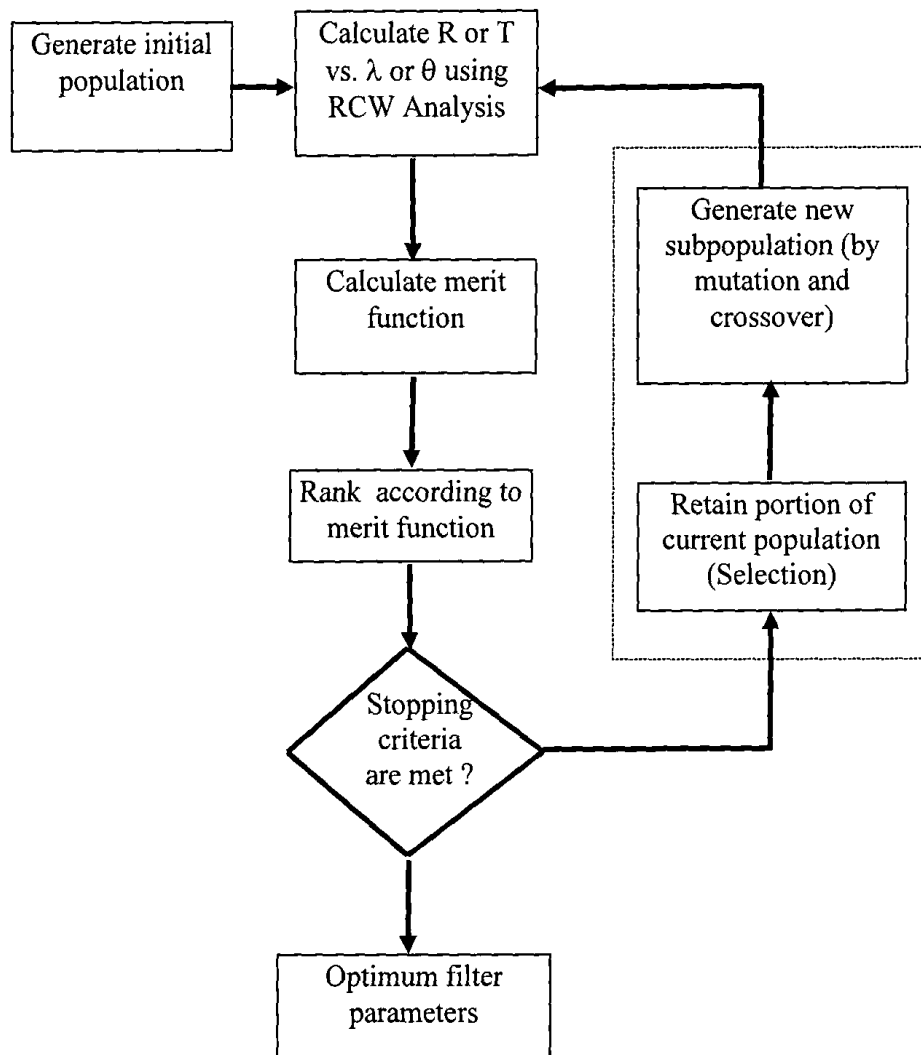 Generate initial
population
Calculate R or T
vs. λ or θ using
RCW Analysis
Calculate merit
function
Rank according to
merit function
Stopping
criteria
are met ?
Optimum filter
parameters
Generate new
subpopulation (by
mutation and
crossover)
Retain portion of
current population
(Selection)